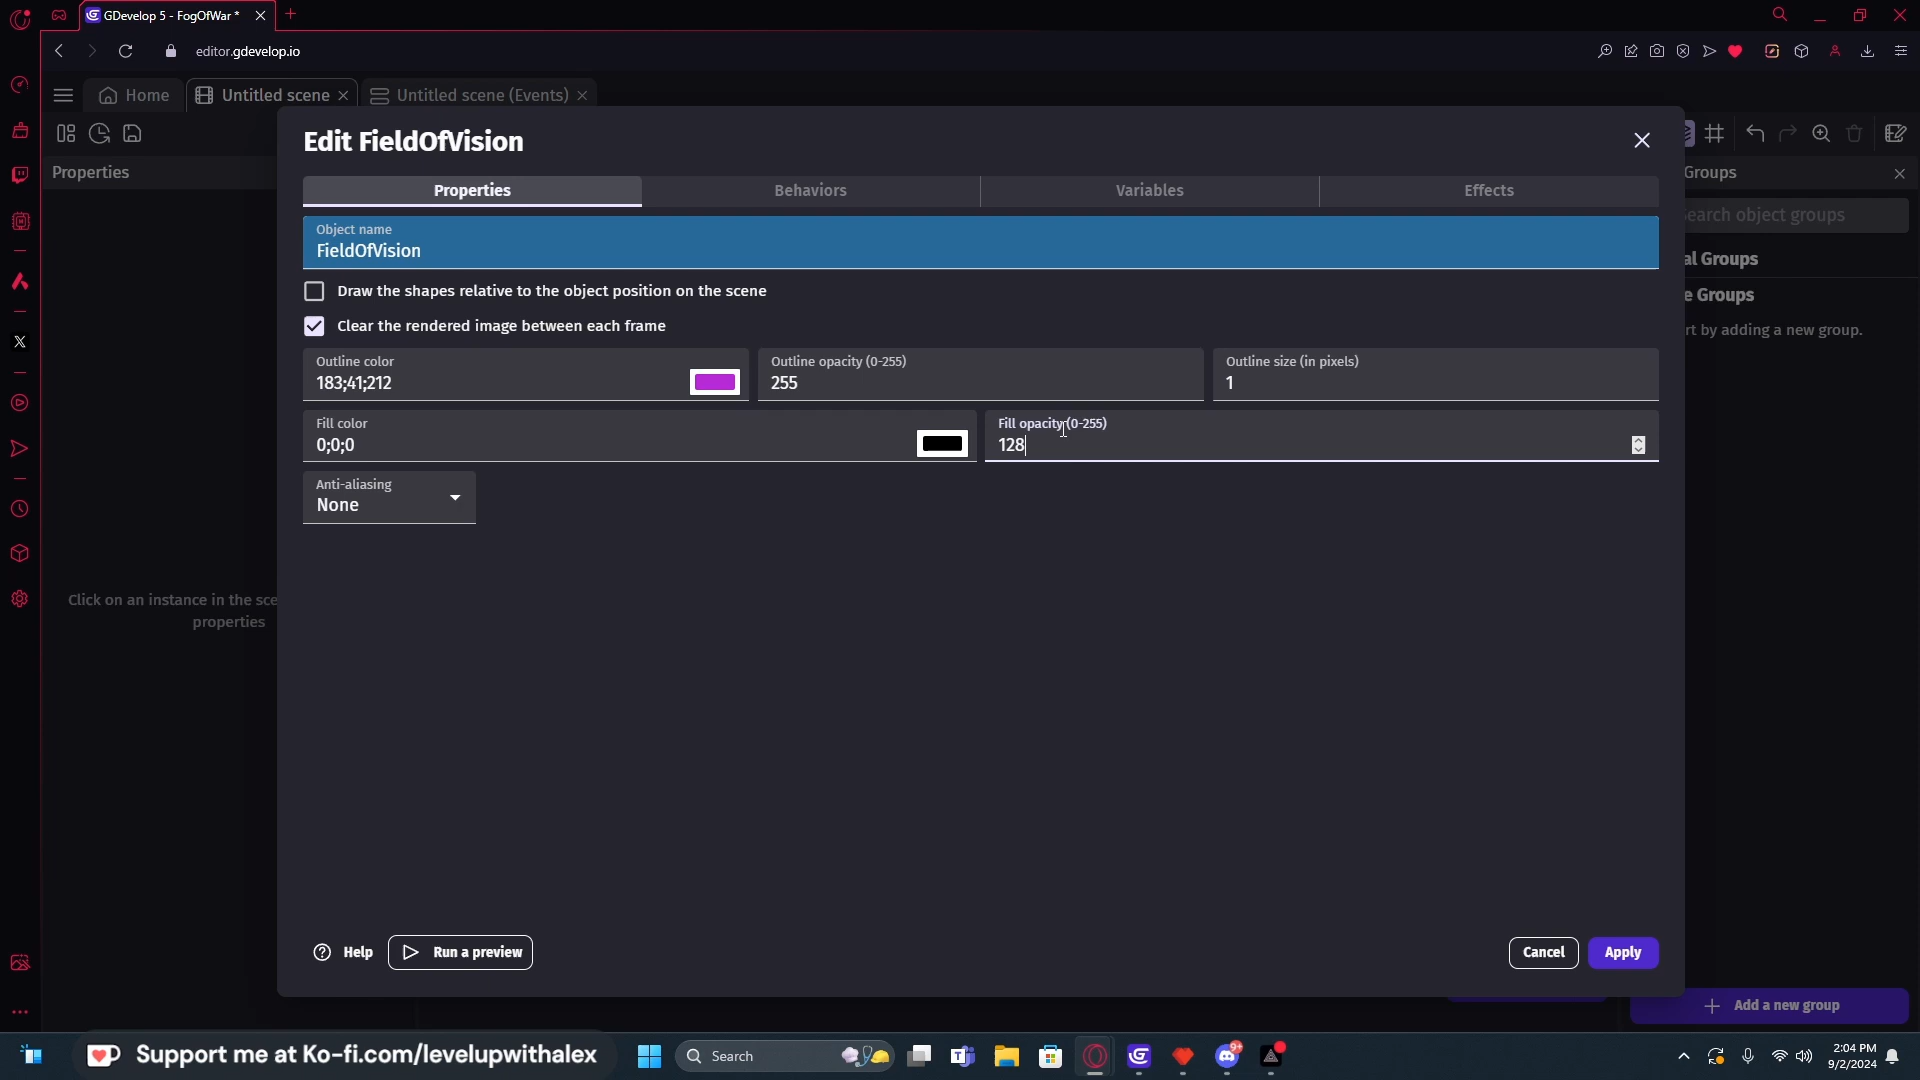 GDevelop 5 - FogOfWar *
editor.gdevelop.io
Home
Untitled scene
Untitled scene (Events)
Properties
Groups
Edit FieldOfVision
Properties
Behaviors
Variables
Effects
Object name
FieldOfVision
earch object groups
al Groups
Draw the shapes relative to the object position on the scene
e Groups
Clear the rendered image between each frame
rt by adding a new group.
Outline color
183;41;212
Outline opacity (0-255)
255
Outline size (in pixels)
1
Fill color
0;0;0
Fill opacity (0-255)
128
Anti-aliasing
None
Click on an instance in the sce
properties
Help
Run a preview
Cancel
Apply
Add a new group
Support me at Ko-fi.com/levelupwithalex
Search
9+
2:04 PM
9/2/2024